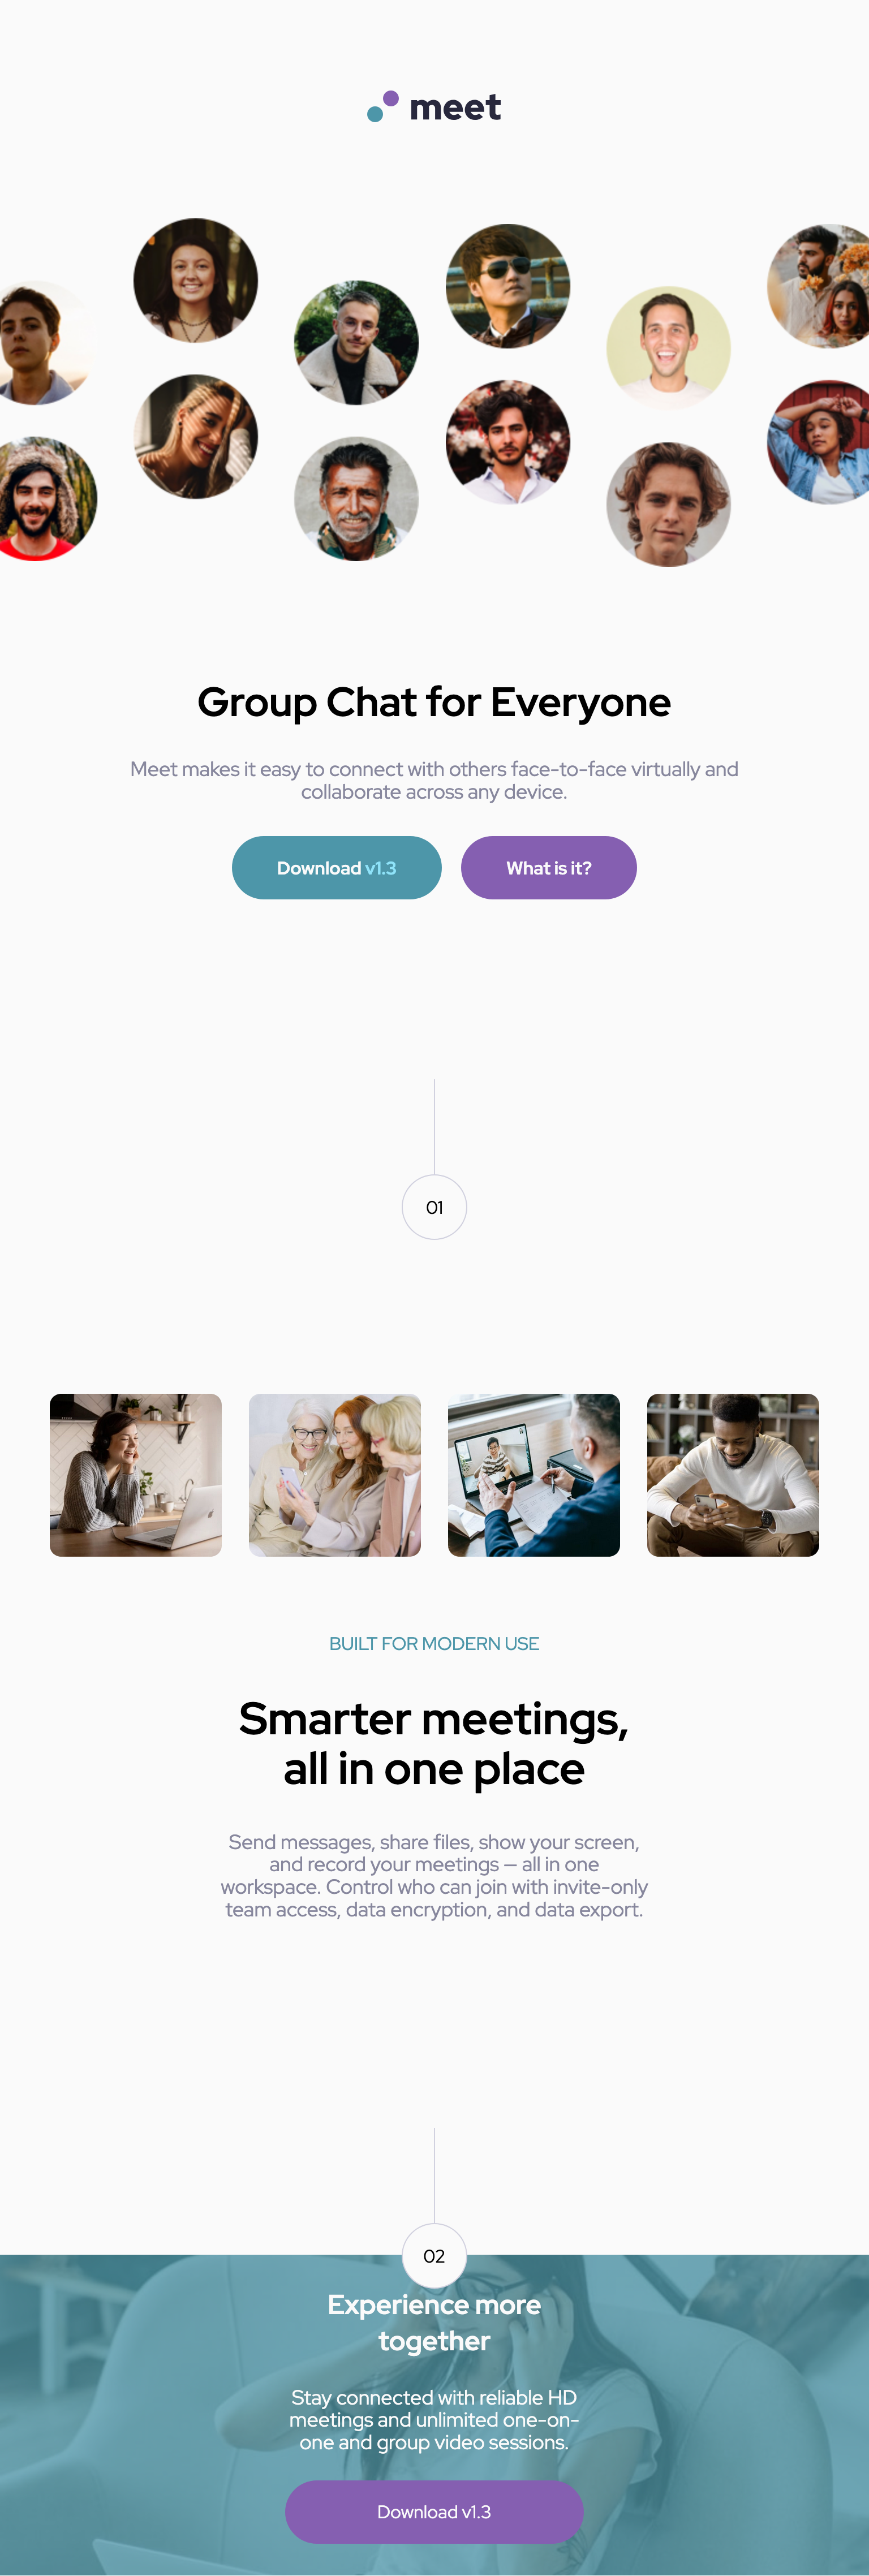 meet
Group Chat for Everyone
Meet makes it easy to connect with others face-to-face virtually and
collaborate across any device.
Download v1.3
What is it?
01
BUILT FOR MODERN USE
Smarter meetings,
all in one place
Send messages, share files, show your screen,
and record your meetings — all in one
workspace. Control who can join with invite-only
team access, data encryption, and data export.
02
Experience more
together
Stay connected with reliable HD
meetings and unlimited one-on-
one and group video sessions.
Download v1.3